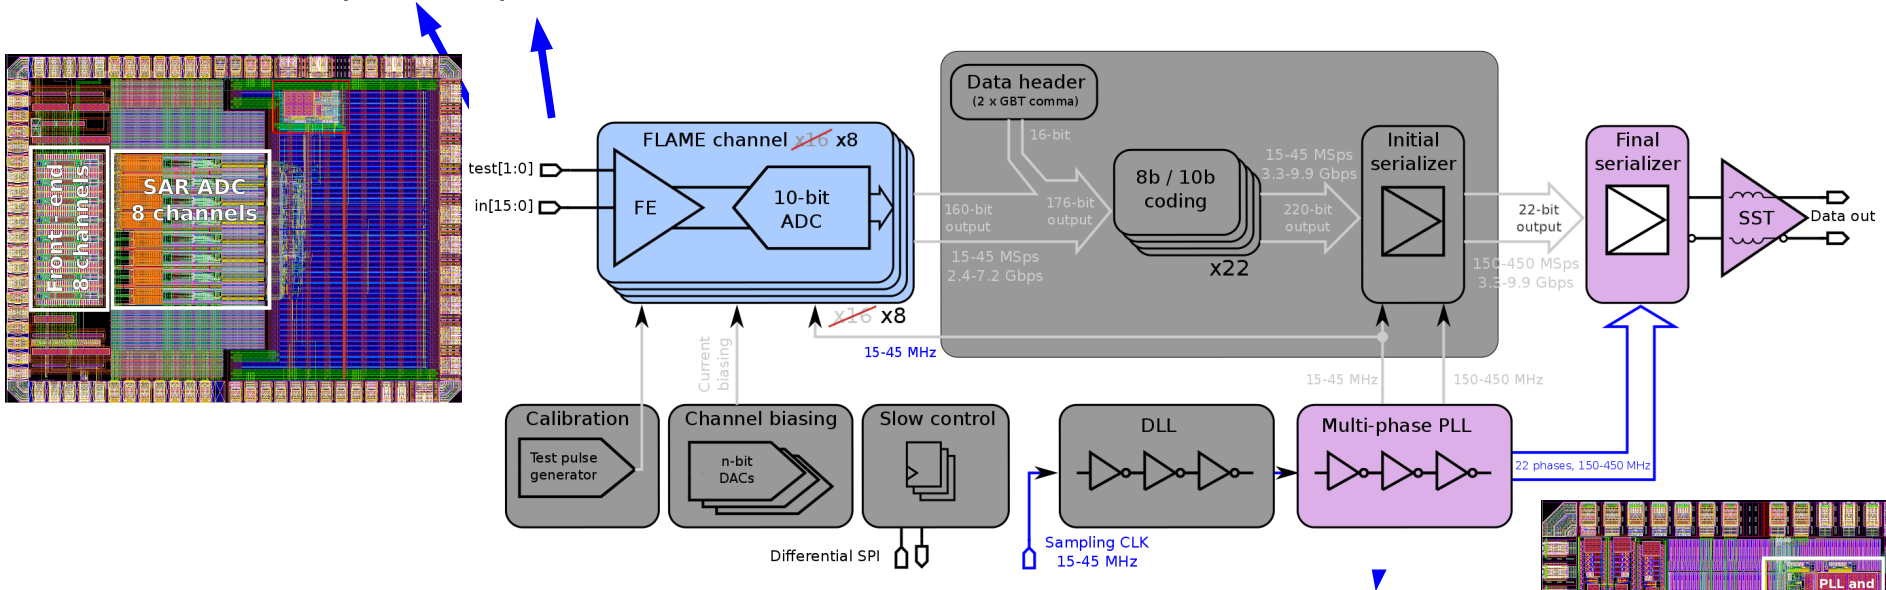 Data header
(2 x GBT comma)
FLAME channel x16 x8
16-bit
Initial
serializer
Final
serializer
15-45 MSps
3.3-9.9 Gbps
test[1:0]
in[15:0]
FE
10-bit
ADC
8b / 10b
coding
160-bit
output
176-bit
output
220-bit
output
22-bit
output
SST
Data out
SAR ADC
8 channels
Front end
8 channels
15-45 MSps
2.4-7.2 Gbps
x22
150-450 MSps
3.3-9.9 Gbps
x16 x8
15-45 MHz
Current
biasing
15-45 MHz
150-450 MHz
Calibration
Test pulse
generator
Channel biasing
n-bit
DACs
Slow control
DLL
Multi-phase PLL
22 phases, 150-450 MHz
Differential SPI
Sampling CLK
15-45 MHz
PLL and